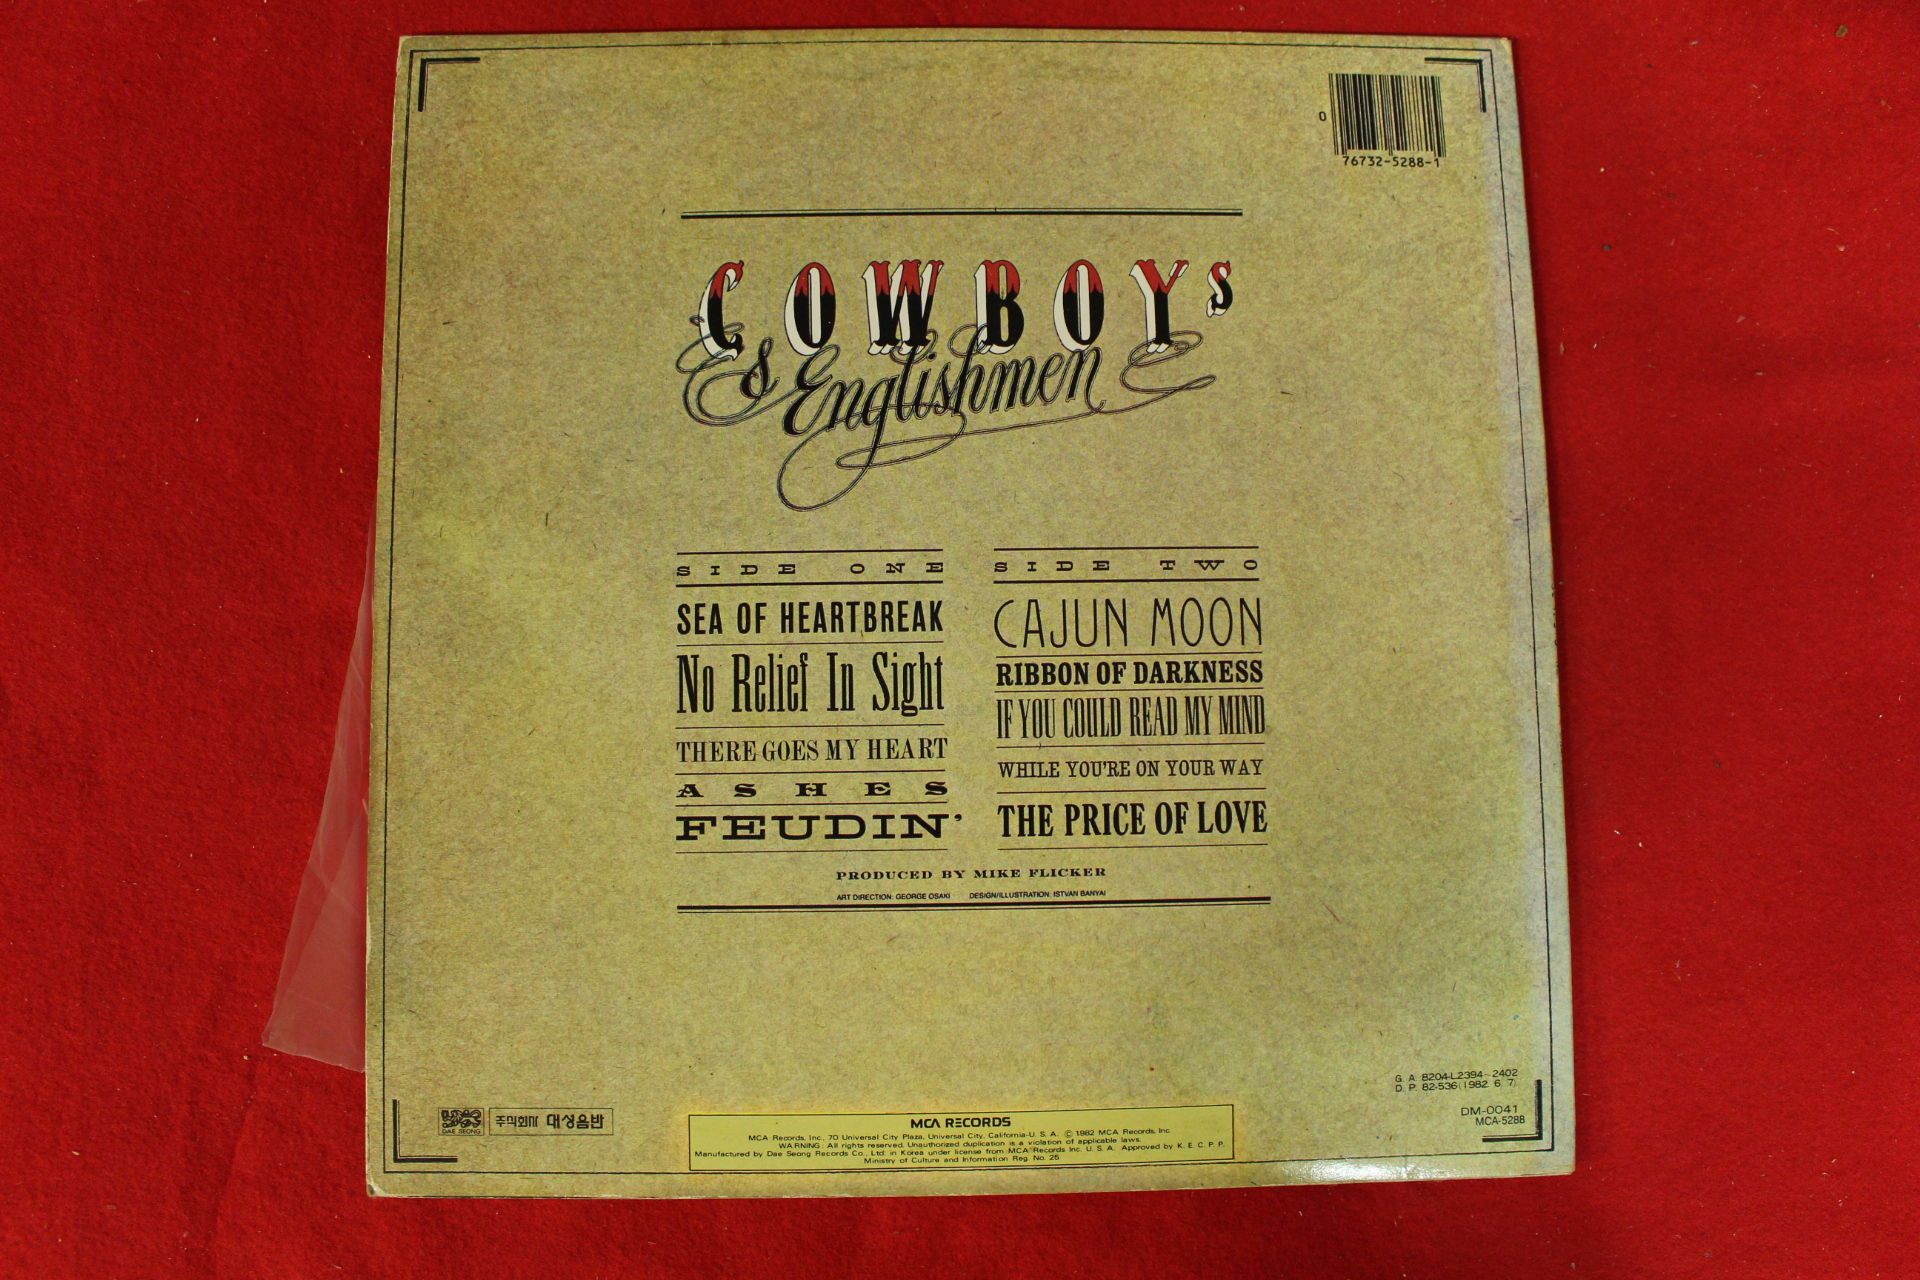 0
76732-5288-1
COWBOYS
& Englishmen
SIDE ONE
SEA OF HEARTBREAK
No Relief In Sight
THERE GOES MY HEART
ASHES
FEUDIN'
SIDE TWO
CAJUN MOON
RIBBON OF DARKNESS
IF YOU COULD READ MY MIND
WHILE YOU'RE ON YOUR WAY
THE PRICE OF LOVE
PRODUCED BY MIKE FLICKER
ART DIRECTION: GEORGE OSAKI DESIGN/ILLUSTRATION: ISTVAN BANYAI
G. A. 8204-L2394~2402
D. P. 82-536(1982. 6. 7)
DM-0041
MCA-5288
DAE SEONG
주식회사 대성음반
MCA RECORDS
MCA Records, Inc., 70 Universal City Plaza, Universal City, California-U. S. A. © 1982 MCA Records, Inc.
WARNING: All rights reserved. Unauthorized duplication is a violation of applicable laws.
Manufactured by Dae Seong Records Co., Ltd. in Korea under license from MCA Records Inc. U. S. A. Approved by K. E. C. P. P.
Ministry of Culture and Information Reg. No. 25